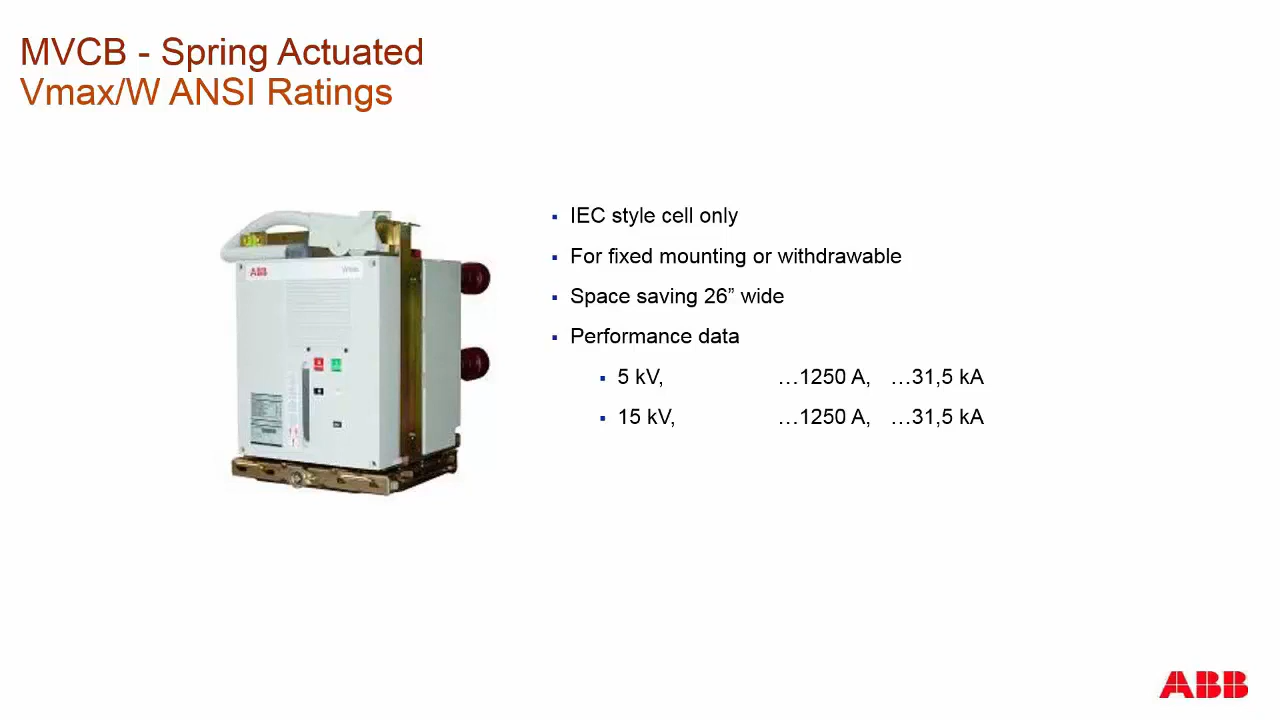 MVCB - Spring Actuated
Vmax/W ANSI Ratings
ABB
▪ IEC style cell only
▪ For fixed mounting or withdrawable
▪ Space saving 26” wide
▪ Performance data
▪ 5 kV, …1250 A, …31,5 kA
▪ 15 kV, …1250 A, …31,5 kA
ABB